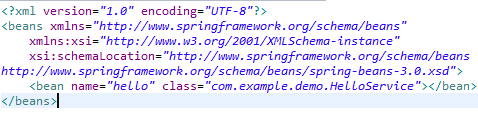 <?xml version="1.0" encoding="UTF-8"?>
<beans xmlns="http://www.springframework.org/schema/beans"
xmlns:xsi="http://www.w3.org/2001/XMLSchema-instance"
xsi:schemaLocation="http://www.springframework.org/schema/beans
http://www.springframework.org/schema/beans/spring-beans-3.0.xsd">
<bean name="hello" class="com.example.demo.HelloService"></bean>
</beans>